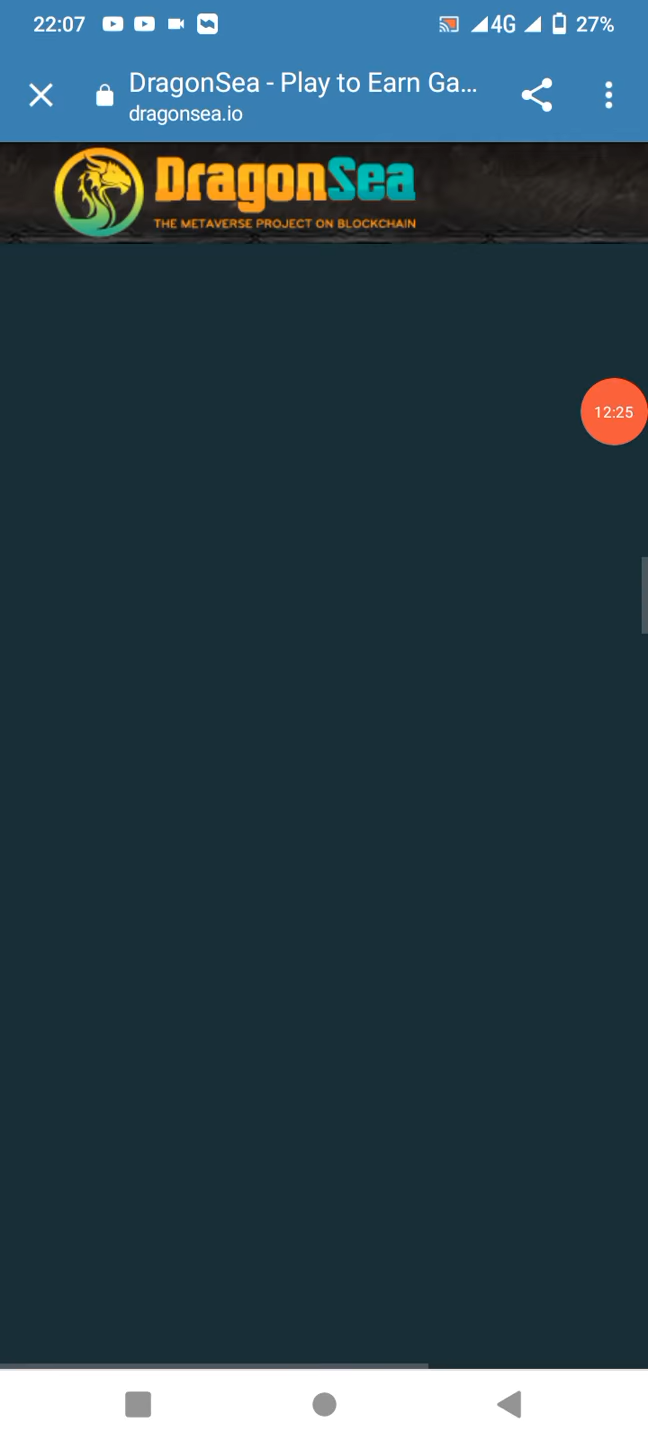 22:07 4G 27%
DragonSea - Play to Earn Ga...
dragonsea.io
DragonSea
THE METAVERSE PROJECT ON BLOCKCHAIN
12:25